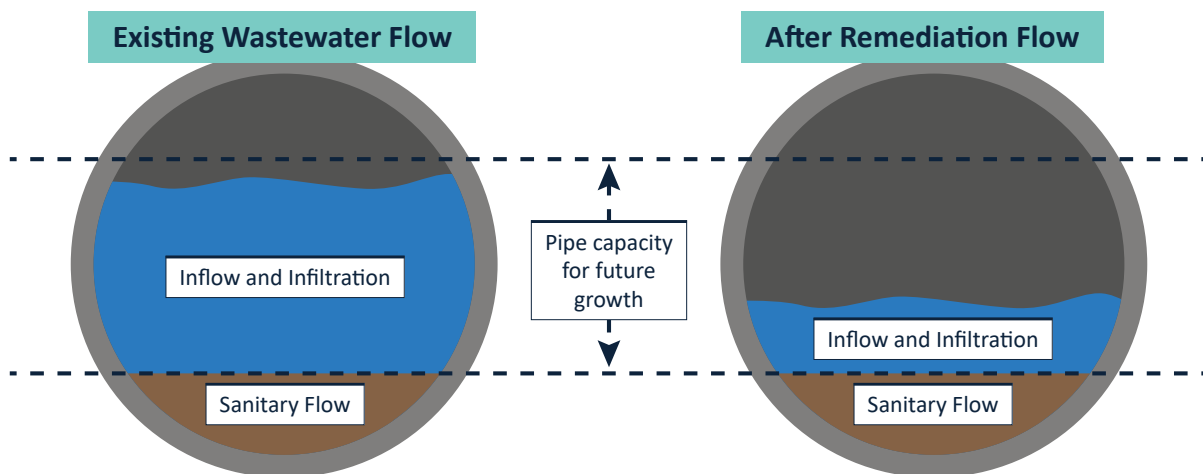 Existing Wastewater Flow
After Remediation Flow
Inflow and Infiltration
Sanitary Flow
Pipe capacity
for future
growth
Inflow and Infiltration
Sanitary Flow